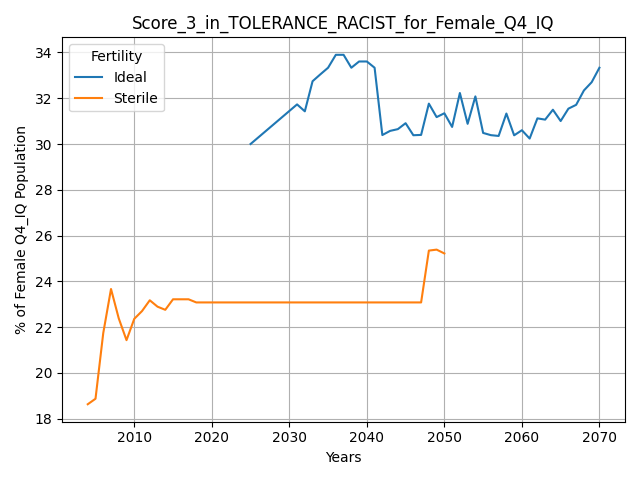 Score_3_in_TOLERANCE_RACIST_for_Female_Q4_IQ
Fertility
Ideal
Sterile
% of Female Q4_IQ Population
34
32
30
28
26
24
22
20
18
2010
2020
2030
2040
2050
2060
2070
Years